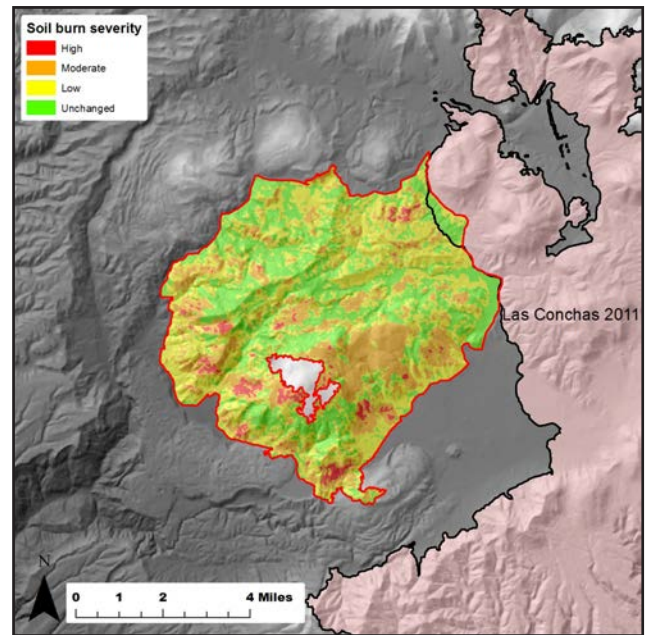 Soil burn severity
High
Moderate
Low
Unchanged
Las Conchas 2011
N
0 1 2 4 Miles